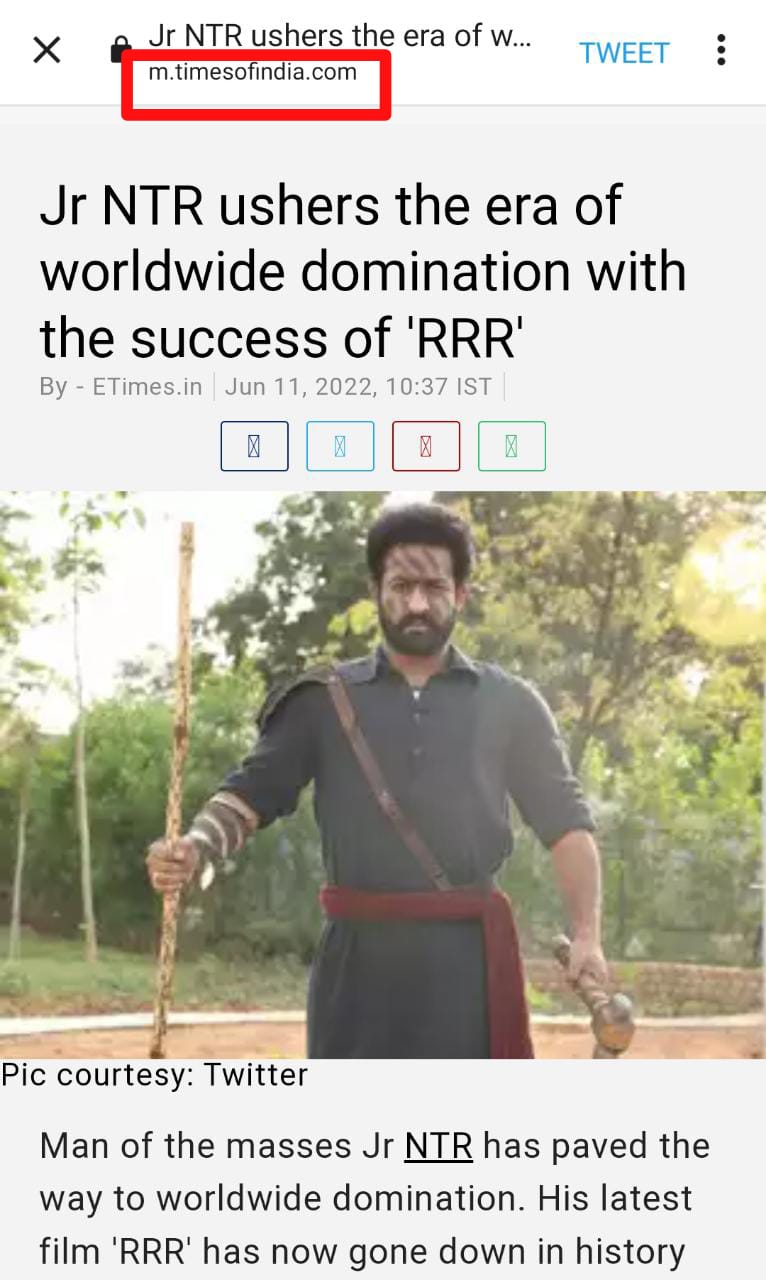 Jr NTR ushers the era of w...
TWEET
m.timesofindia.com
Jr NTR ushers the era of
worldwide domination with
the success of 'RRR'
By - ETimes.in
Jun 11, 2022, 10:37 IST
Pic courtesy: Twitter
Man of the masses Jr NTR has paved the
way to worldwide domination. His latest
film 'RRR' has now gone down in history